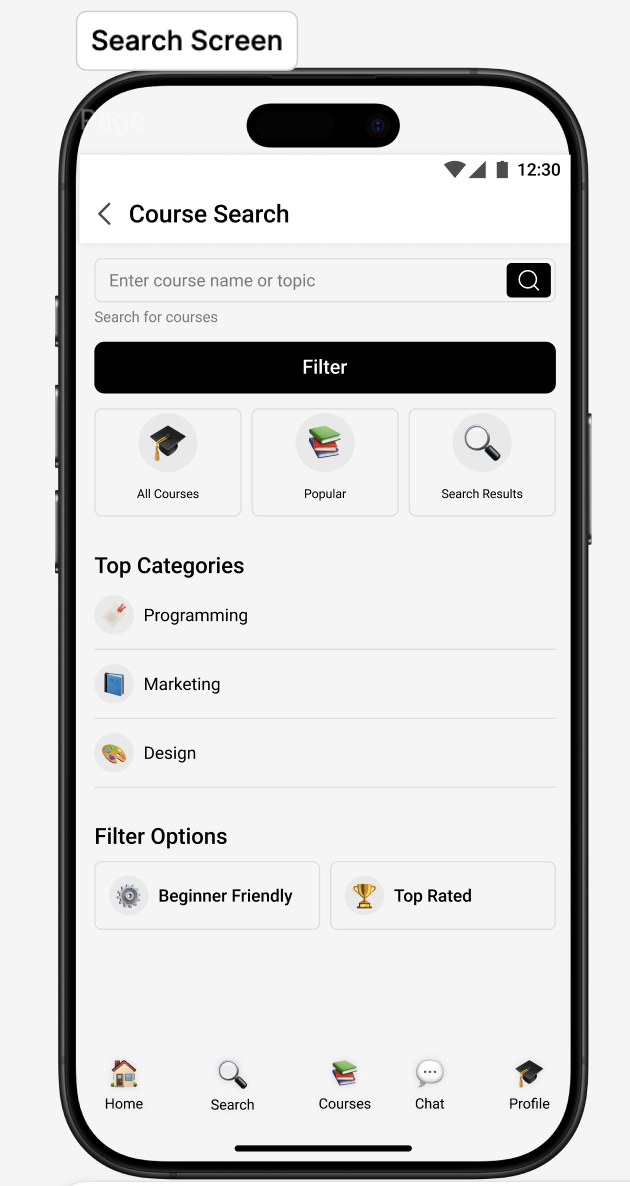 Search Screen
Page
12:30
Course Search
Enter course name or topic
Search for courses
Filter
All Courses
Popular
Search Results
Top Categories
Programming
Marketing
Design
Filter Options
Beginner Friendly
Top Rated
Home
Search
Courses
Chat
Profile